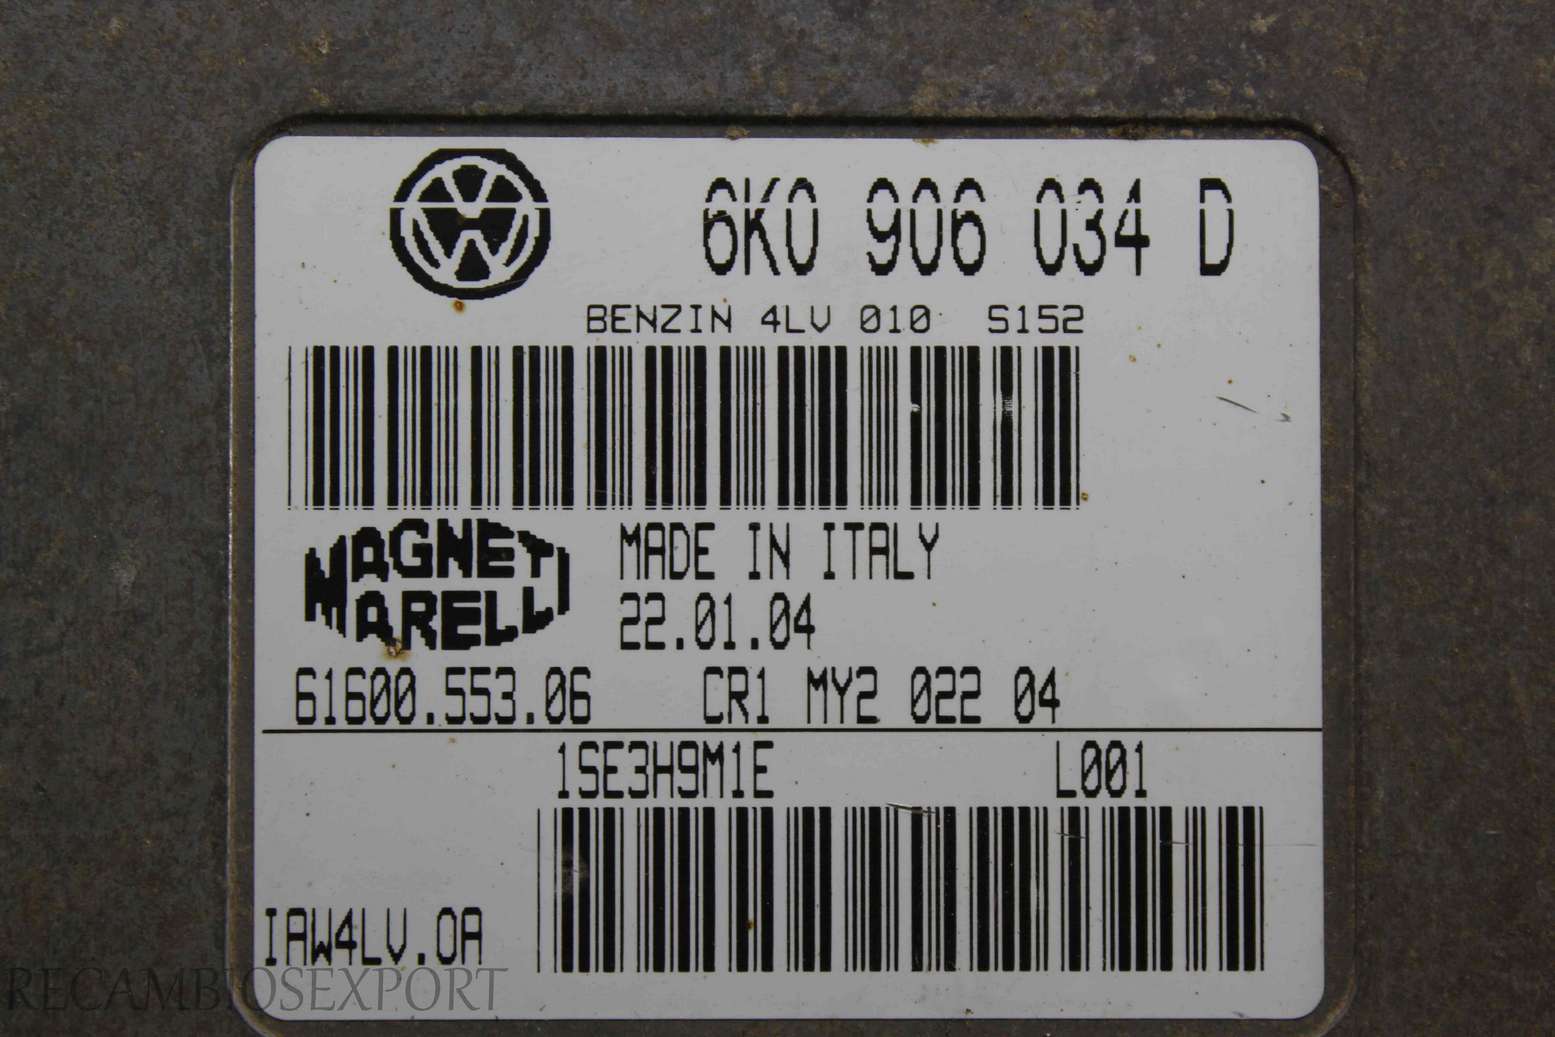 6K0 906 034 D
BENZIN 4LV 010 S152
MAGNETI MARELLI
MADE IN ITALY
22.01.04
61600.553.06 CR1 MY2 022 04
1SE3H9M1E L001
IAW4LV.0A
RECAMBIOSEXPORT